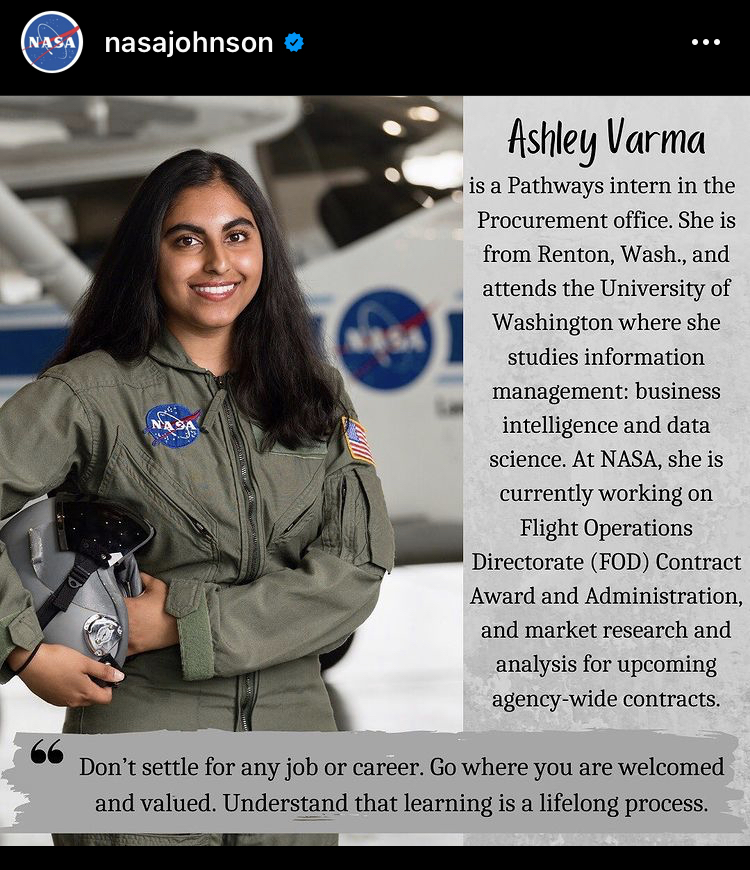 NASA
nasajohnson
Ashley Varma
is a Pathways intern in the
Procurement office. She is
from Renton, Wash., and
attends the University of
Washington where she
studies information
management: business
intelligence and data
science. At NASA, she is
currently working on
Flight Operations
Directorate (FOD) Contract
Award and Administration,
and market research and
analysis for upcoming
agency-wide contracts.
NASA
NASA
“ Don’t settle for any job or career. Go where you are welcomed
and valued. Understand that learning is a lifelong process.